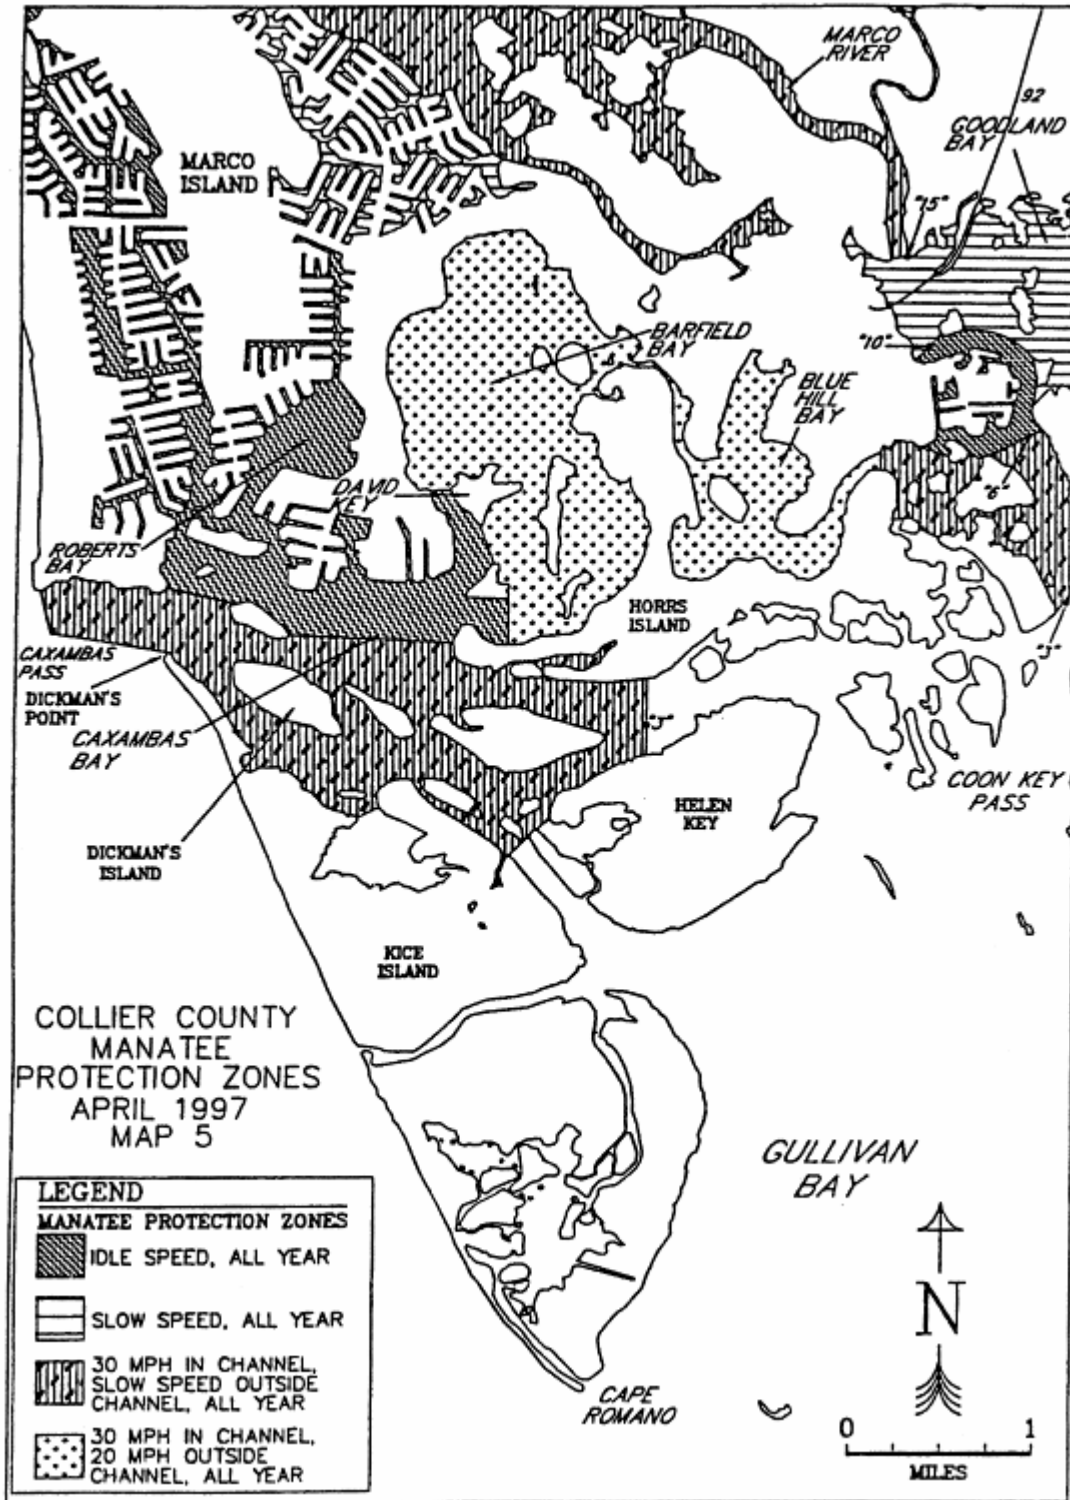 MARCO
RIVER
92
GOODLAND
BAY
MARCO
ISLAND
"15"
BARFIELD
BAY
"10"
BLUE
HILL
BAY
DAVID
KEY
"6"
ROBERTS
BAY
HORRS
ISLAND
"3"
CAXAMBAS
PASS
DICKMAN'S
POINT
CAXAMBAS
BAY
COON KEY
PASS
HELEN
KEY
DICKMAN'S
ISLAND
KICE
ISLAND
COLLIER COUNTY
MANATEE
PROTECTION ZONES
APRIL 1997
MAP 5
GULLIVAN
BAY
LEGEND
MANATEE PROTECTION ZONES
IDLE SPEED, ALL YEAR
SLOW SPEED, ALL YEAR
30 MPH IN CHANNEL,
SLOW SPEED OUTSIDE
CHANNEL, ALL YEAR
30 MPH IN CHANNEL,
20 MPH OUTSIDE
CHANNEL, ALL YEAR
N
CAPE
ROMANO
0 1
MILES